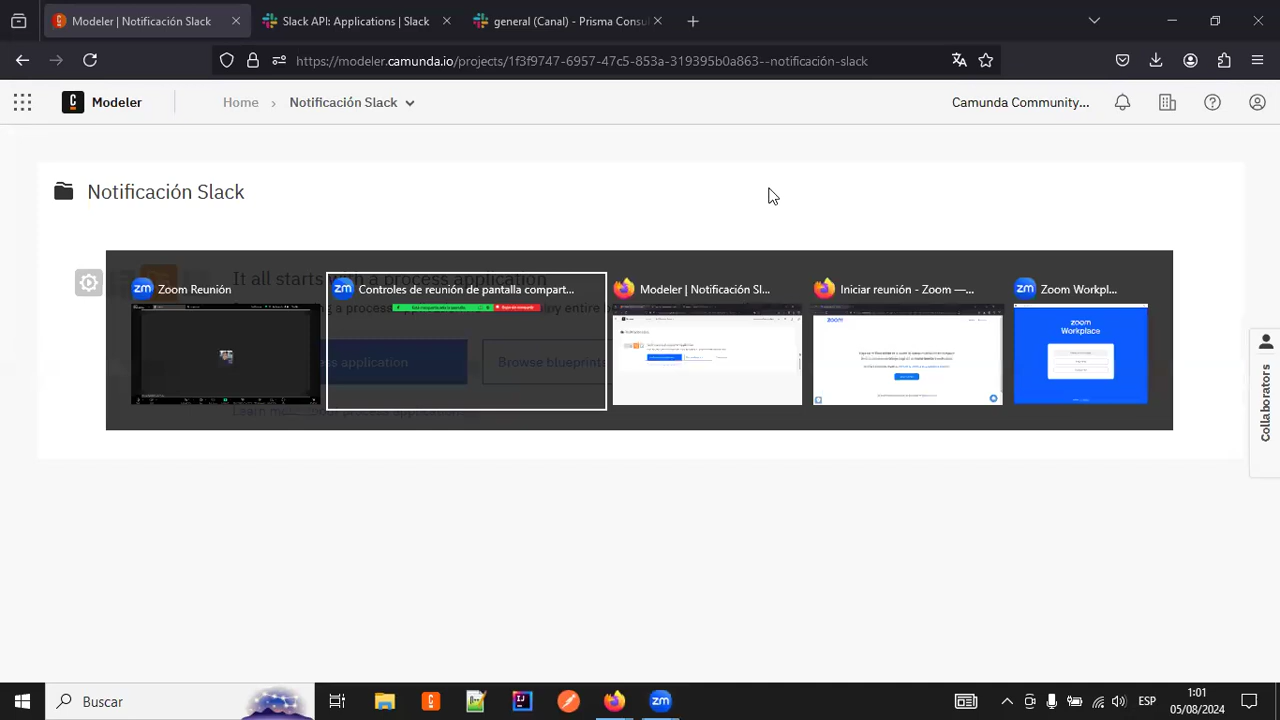 Modeler | Notificación Slack
Slack API: Applications | Slack
general (Canal) - Prisma Consul
https://modeler.camunda.io/projects/1f3f9747-6957-47c5-853a-319395b0a863--notificación-slack
Modeler
Home
Notificación Slack
Camunda Community...
Notificación Slack
It all starts with a process application
Zoom Reunión
Controles de reunión de pantalla compart...
Modeler | Notificación Sl...
Iniciar reunión - Zoom —...
Zoom Workpl...
zoom
Workplace
Browse blueprints
Collaborators
Buscar
ESP
1:01
05/08/2024